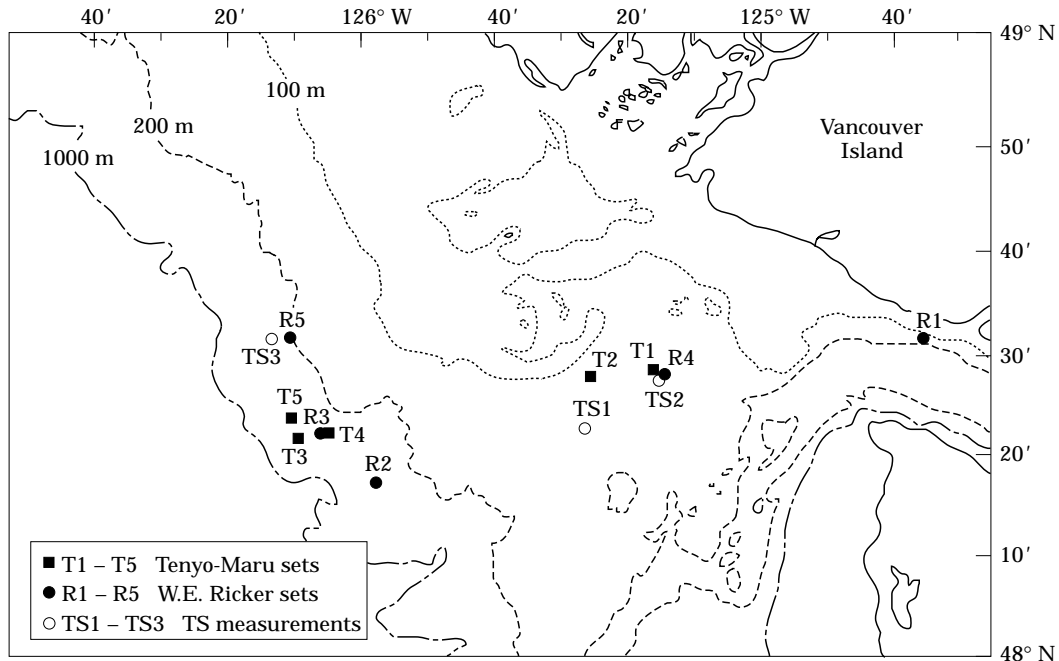 40′ 20′ 126° W 40′ 20′ 125° W 40′
49° N
100 m
200 m
1000 m
Vancouver
Island
50′
40′
R5
R1
TS3
30′
T2
T1
R4
TS1
TS2
T5
R3
T4
T3
R2
20′
10′
T1 – T5 Tenyo-Maru sets
R1 – R5 W.E. Ricker sets
TS1 – TS3 TS measurements
48° N